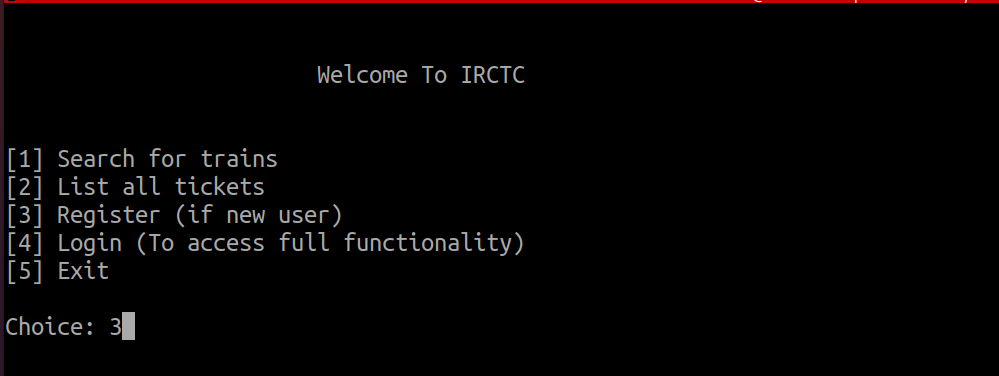 Welcome To IRCTC
[1] Search for trains
[2] List all tickets
[3] Register (if new user)
[4] Login (To access full functionality)
[5] Exit
Choice: 3